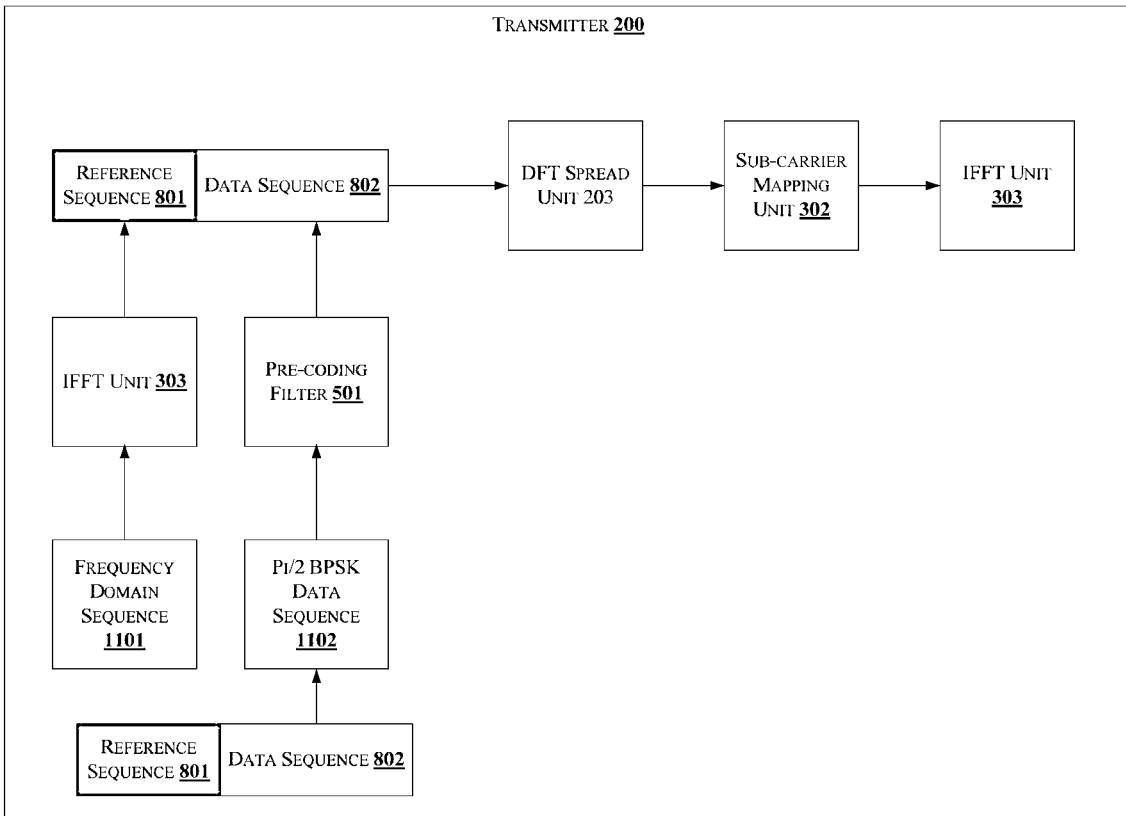 TRANSMITTER 200
REFERENCE
SEQUENCE 801
DATA SEQUENCE 802
DFT SPREAD
UNIT 203
SUB-CARRIER
MAPPING
UNIT 302
IFFT UNIT
303
IFFT UNIT 303
PRE-CODING
FILTER 501
FREQUENCY
DOMAIN
SEQUENCE
1101
PI/2 BPSK
DATA
SEQUENCE
1102
REFERENCE
SEQUENCE 801
DATA SEQUENCE 802